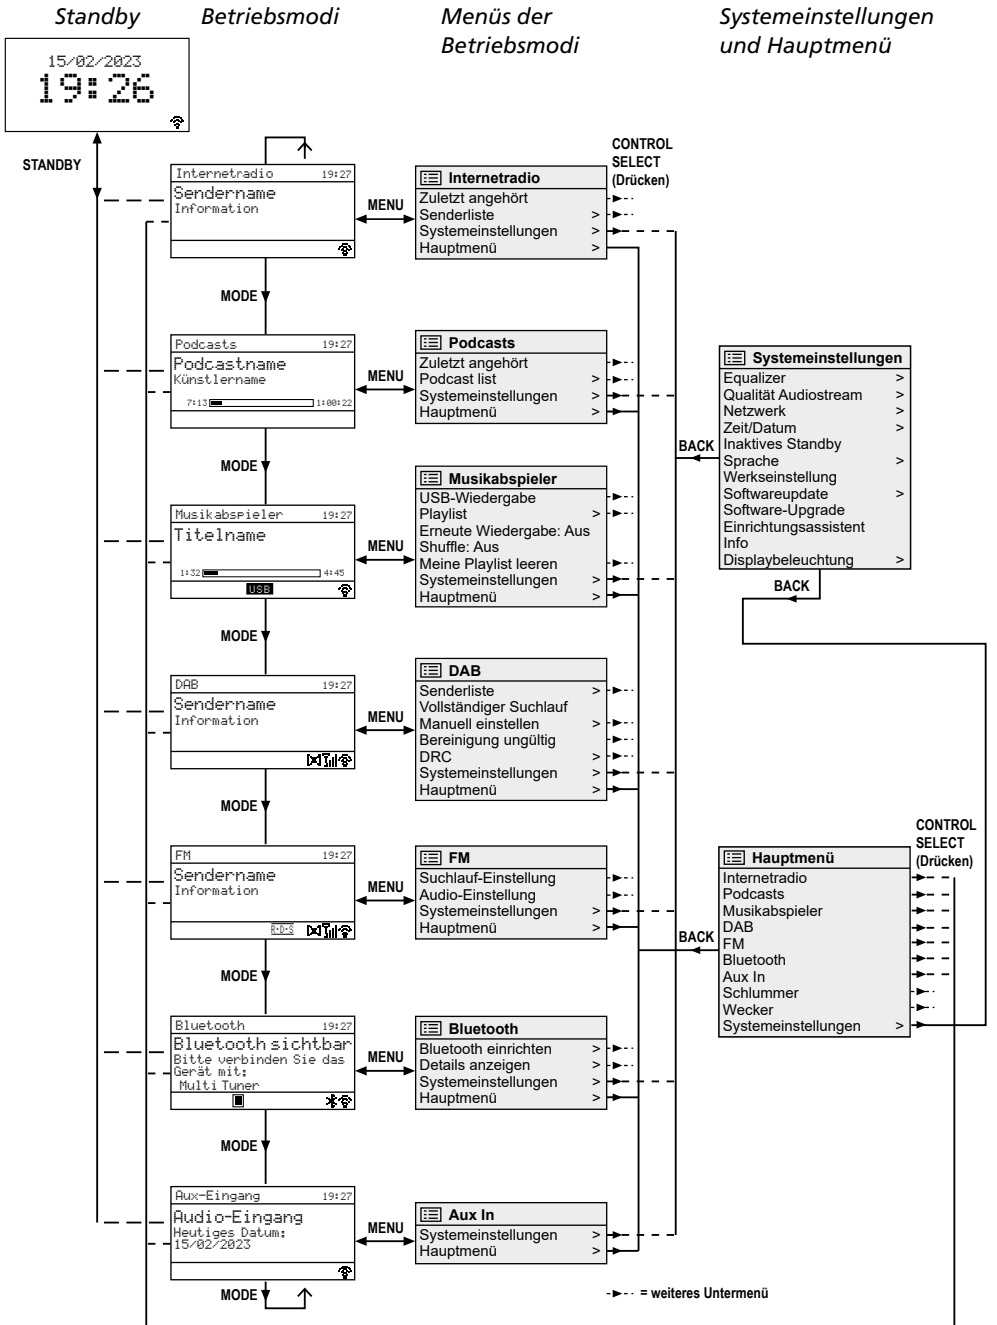 Standby
Betriebsmodi
Menüs der
Betriebsmodi
Systemeinstellungen
und Hauptmenü
15/02/2023
19:26
STANDBY
CONTROL
SELECT
(Drücken)
Internetradio 19:27
Sendername
Information
MENU
Internetradio
Zuletzt angehört
Senderliste >
Systemeinstellungen >
Hauptmenü >
MODE
Podcasts 19:27
Podcastname
Künstlername
7:13 1:00:22
MENU
Podcasts
Zuletzt angehört
Podcast list >
Systemeinstellungen >
Hauptmenü >
MODE
Musikabspieler 19:27
Titelname
1:32 4:45
USB
MENU
Musikabspieler
USB-Wiedergabe
Playlist >
Erneute Wiedergabe: Aus
Shuffle: Aus
Meine Playlist leeren
Systemeinstellungen >
Hauptmenü >
MODE
DAB 19:27
Sendername
Information
MENU
DAB
Senderliste >
Vollständiger Suchlauf
Manuell einstellen >
Bereinigung ungültig
DRC >
Systemeinstellungen >
Hauptmenü >
MODE
FM 19:27
Sendername
Information
R·D·S
MENU
FM
Suchlauf-Einstellung
Audio-Einstellung
Systemeinstellungen >
Hauptmenü >
MODE
Bluetooth 19:27
Bluetooth sichtbar
Bitte verbinden Sie das
Gerät mit:
Multi Tuner
MENU
Bluetooth
Bluetooth einrichten >
Details anzeigen >
Systemeinstellungen >
Hauptmenü >
MODE
Aux-Eingang 19:27
Audio-Eingang
Heutiges Datum:
15/02/2023
MENU
Aux In
Systemeinstellungen >
Hauptmenü >
MODE
= weiteres Untermenü
Systemeinstellungen
Equalizer >
Qualität Audiostream >
Netzwerk >
Zeit/Datum >
Inaktives Standby
Sprache >
Werkseinstellung
Softwareupdate >
Software-Upgrade
Einrichtungsassistent
Info
Displaybeleuchtung >
BACK
BACK
CONTROL
SELECT
(Drücken)
Hauptmenü
Internetradio
Podcasts
Musikabspieler
DAB
FM
Bluetooth
Aux In
Schlummer
Wecker
Systemeinstellungen >
BACK